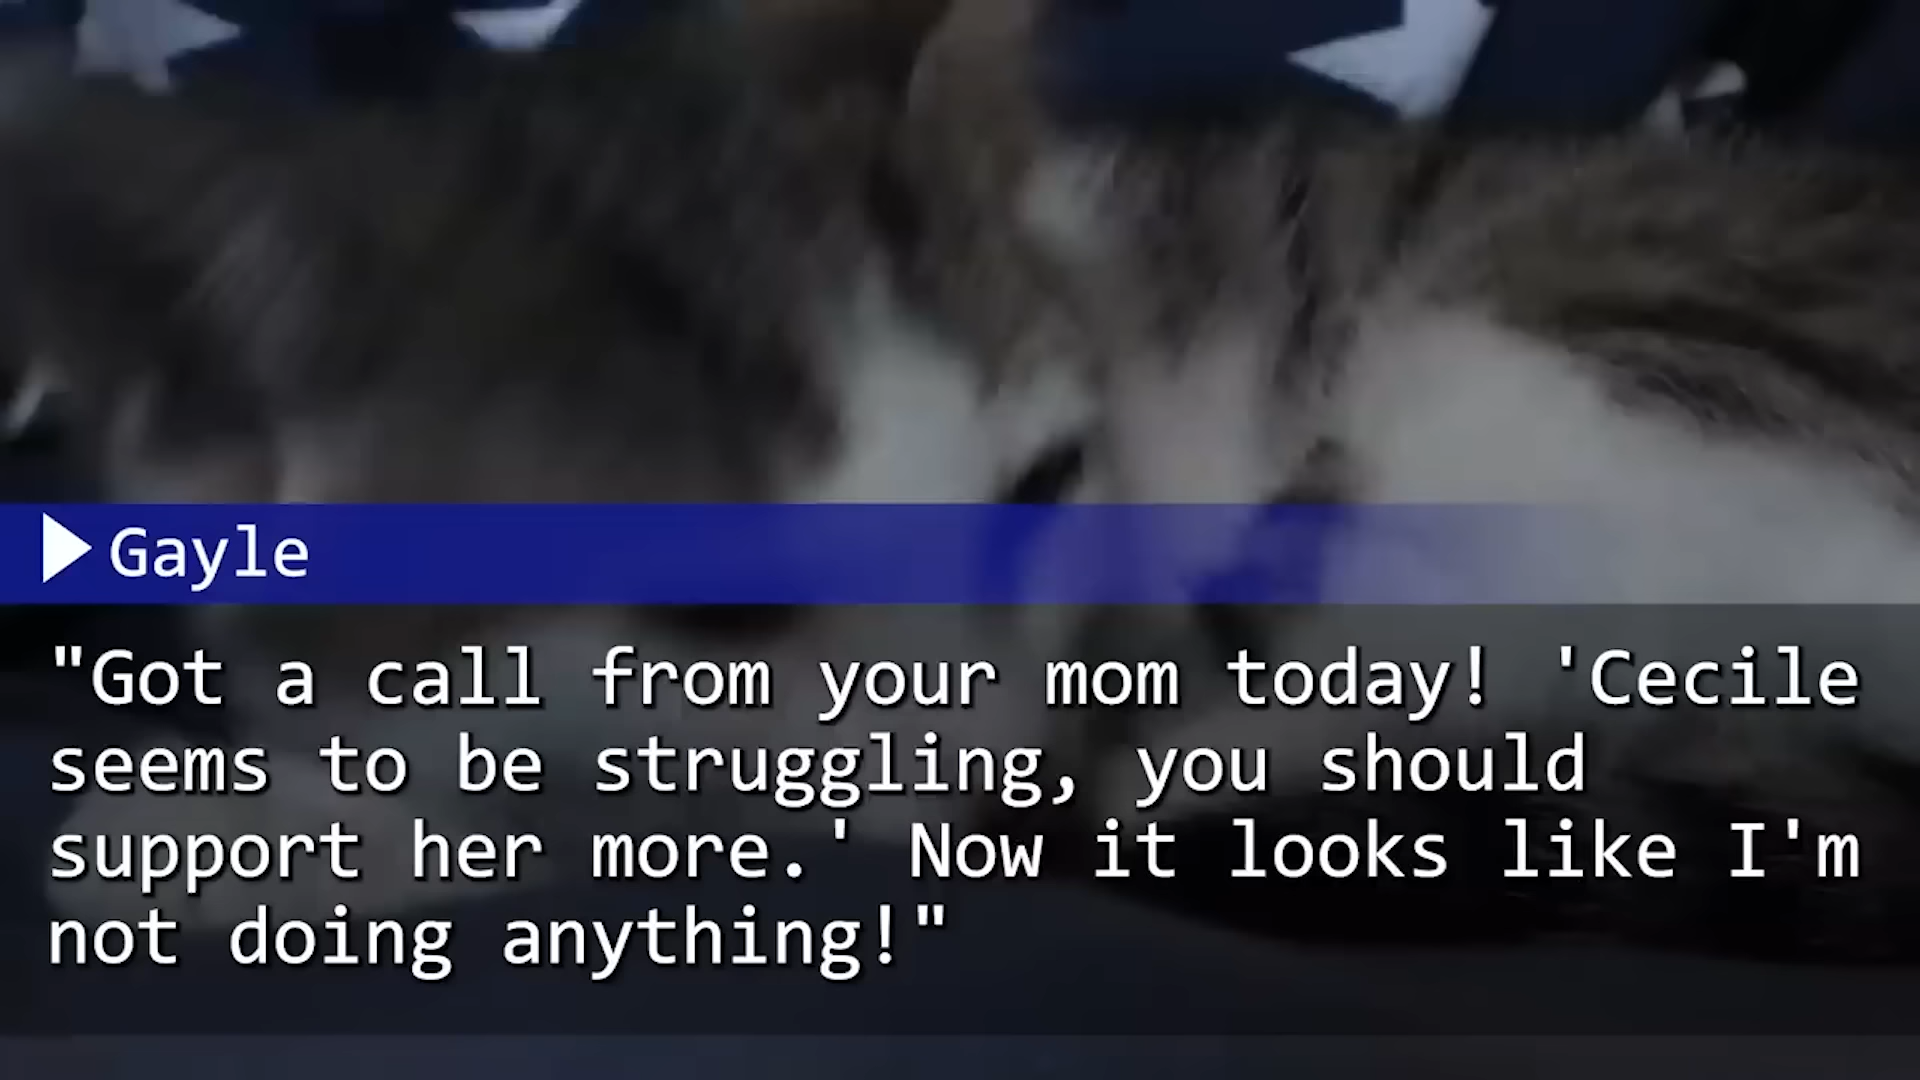 Gayle
"Got a call from your mom today! 'Cecile
seems to be struggling, you should
support her more.' Now it looks like I'm
not doing anything!"